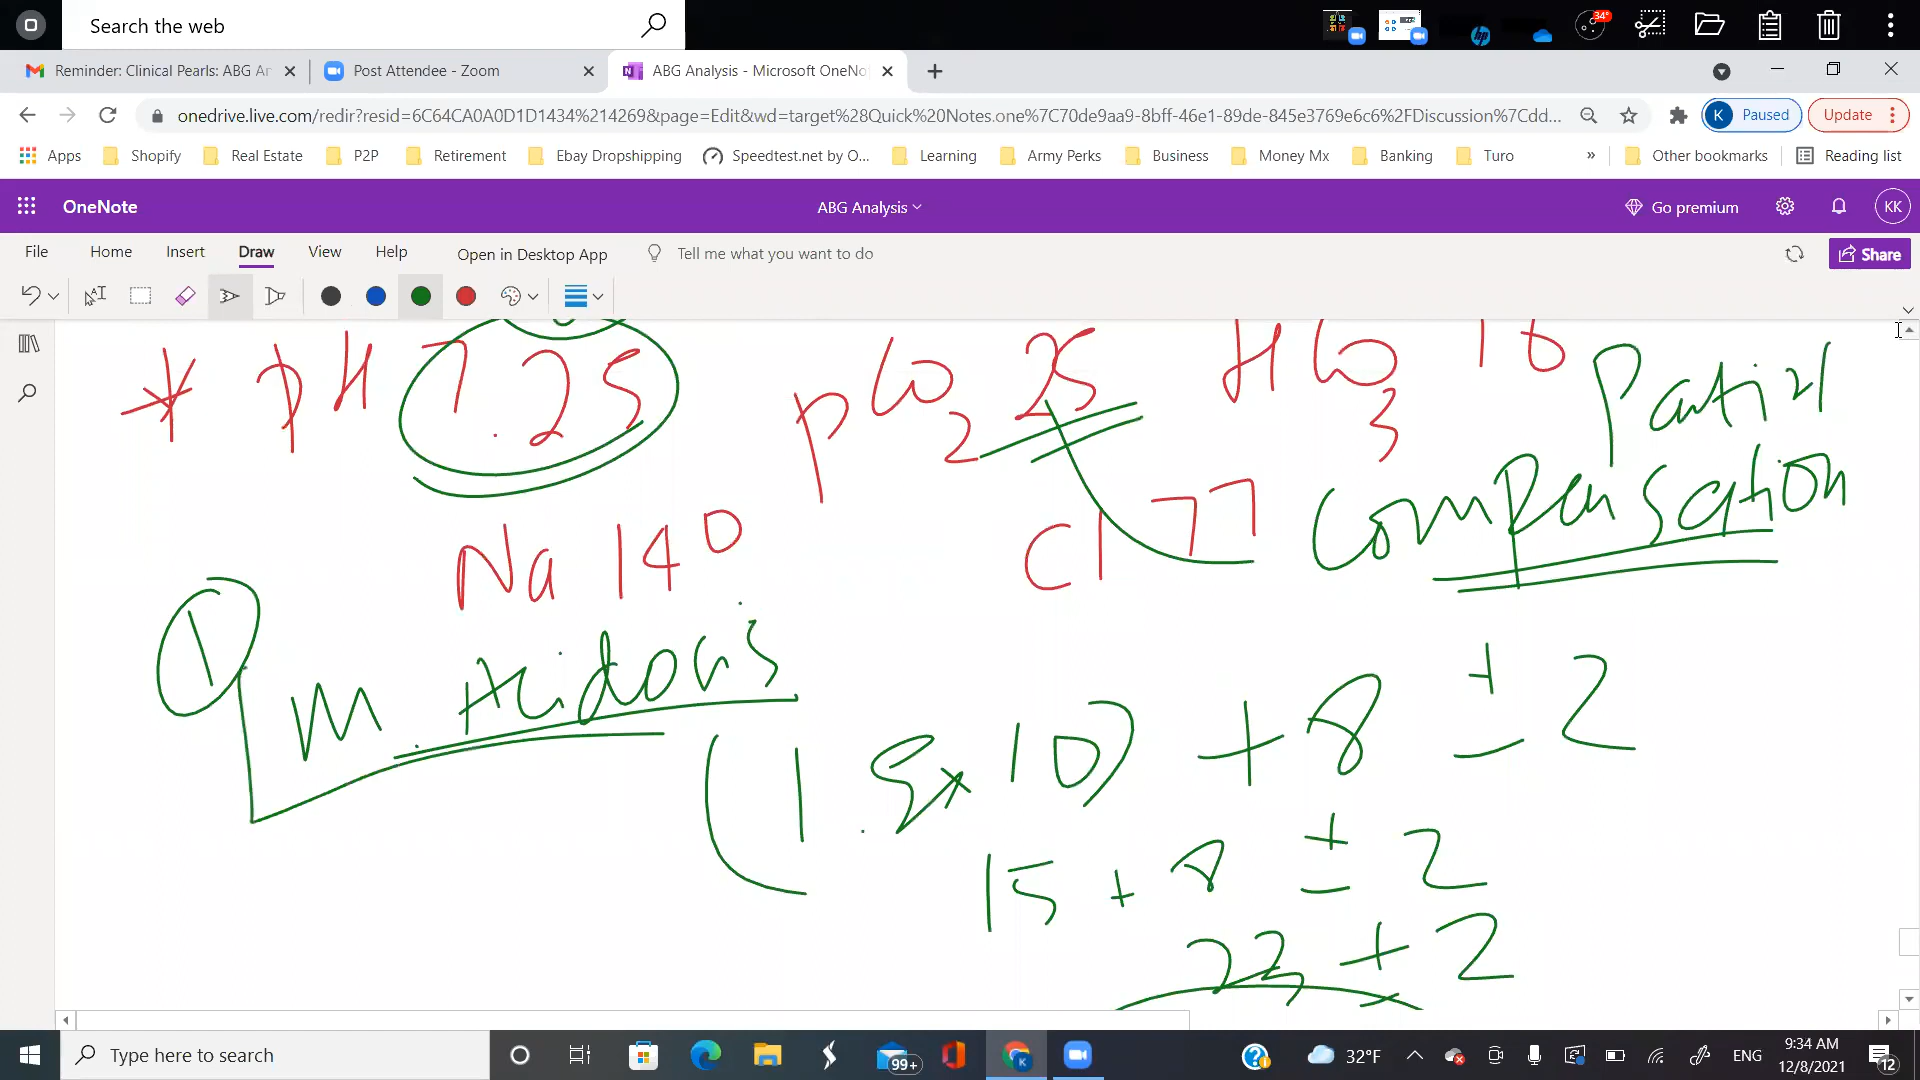 Search the web
34°
Reminder: Clinical Pearls: ABG An
Post Attendee - Zoom
ABG Analysis - Microsoft OneNo
onedrive.live.com/redir?resid=6C64CA0A0D1D1434%214269&page=Edit&wd=target%28Quick%20Notes.one%7C70de9aa9-8bff-46e1-89de-845e3769e6c6%2FDiscussion%7Cdd...
K Paused
Update
Apps Shopify Real Estate P2P Retirement Ebay Dropshipping Speedtest.net by O... Learning Army Perks Business Money Mx Banking Turo » Other bookmarks Reading list
OneNote
ABG Analysis
Go premium
KK
File Home Insert Draw View Help Open in Desktop App Tell me what you want to do
Share
* pH 7.25 pCO2 25 HCO3 10
Partial
Compensation
Na 140 Cl 77
1
M Acidosis
(1.5x10) +8 ± 2
15 + 8 ± 2
23 ± 2
Type here to search
99+
32°F
ENG
9:34 AM
12/8/2021
12